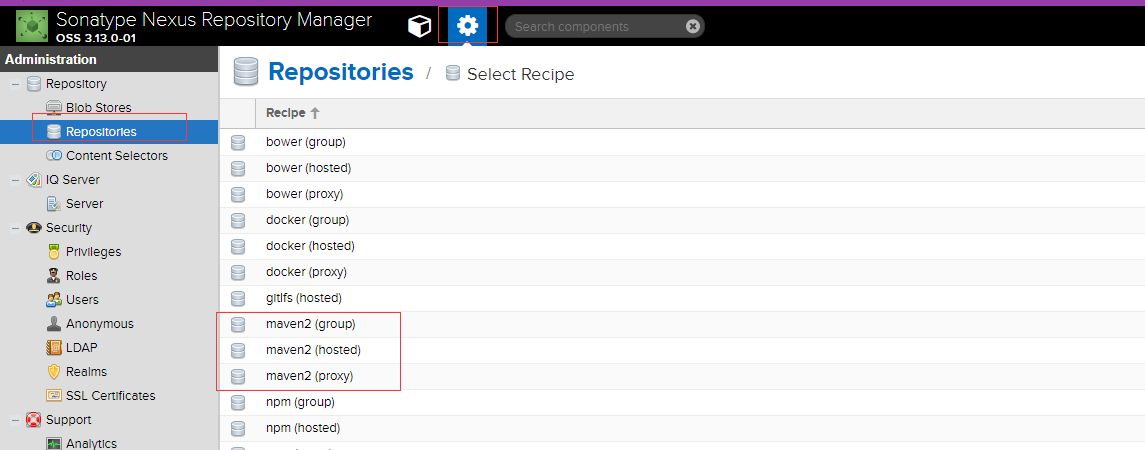 Sonatype Nexus Repository Manager
OSS 3.13.0-01
Search components
Administration
Repository
Blob Stores
Repositories
Content Selectors
IQ Server
Server
Security
Privileges
Roles
Users
Anonymous
LDAP
Realms
SSL Certificates
Support
Analytics
Repositories / Select Recipe
Recipe
bower (group)
bower (hosted)
bower (proxy)
docker (group)
docker (hosted)
docker (proxy)
gitlfs (hosted)
maven2 (group)
maven2 (hosted)
maven2 (proxy)
npm (group)
npm (hosted)